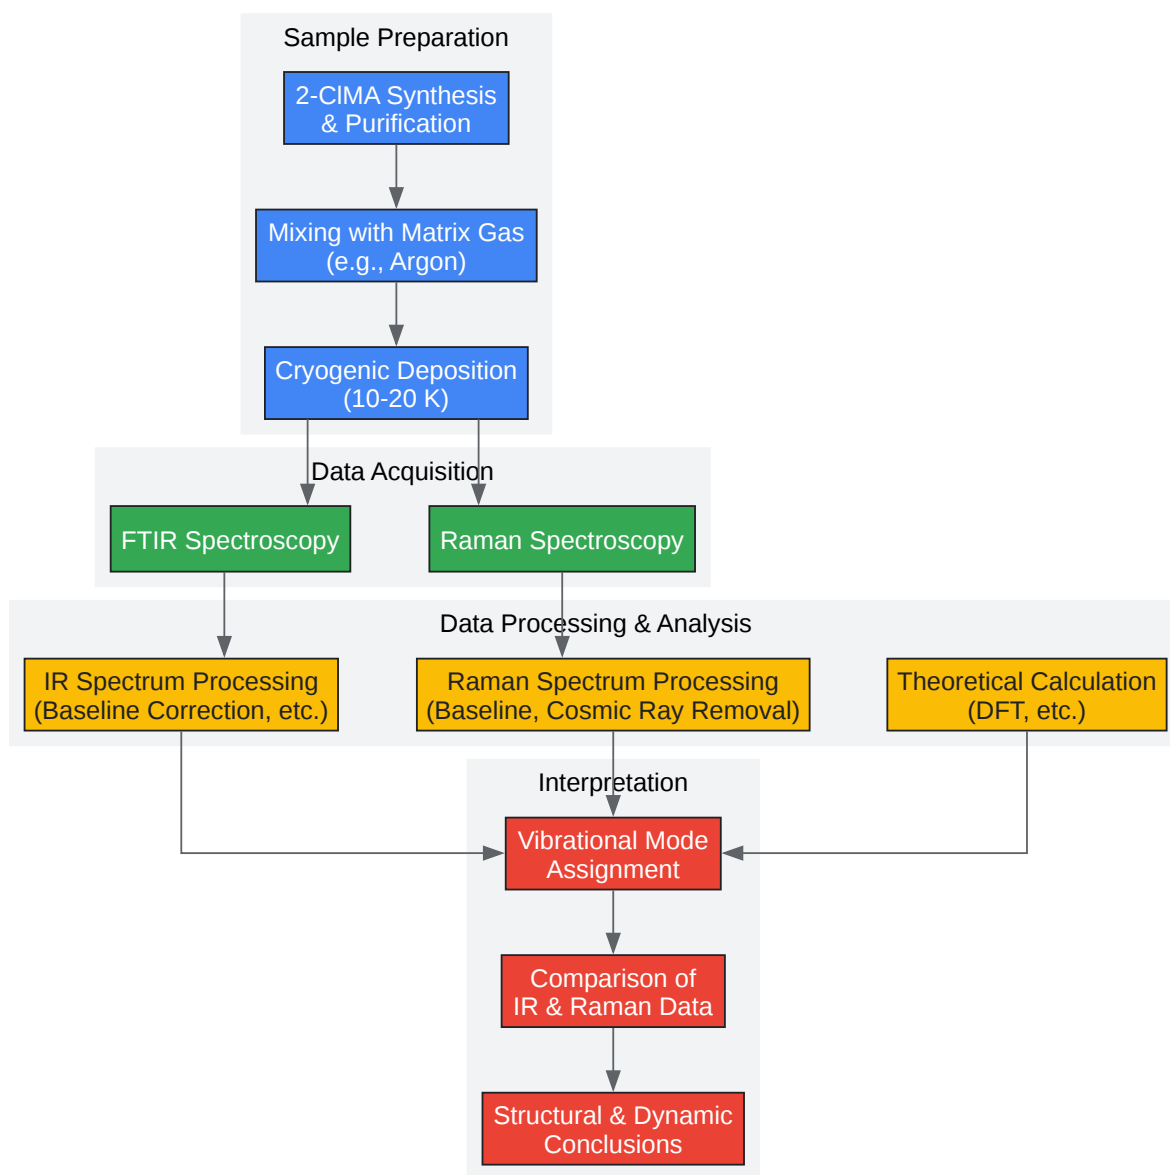 Sample Preparation
2-ClMA Synthesis
& Purification
Mixing with Matrix Gas
(e.g., Argon)
Cryogenic Deposition
(10-20 K)
Data Acquisition
FTIR Spectroscopy
Raman Spectroscopy
Data Processing & Analysis
IR Spectrum Processing
(Baseline Correction, etc.)
Raman Spectrum Processing
(Baseline, Cosmic Ray Removal)
Theoretical Calculation
(DFT, etc.)
Interpretation
Vibrational Mode
Assignment
Comparison of
IR & Raman Data
Structural & Dynamic
Conclusions